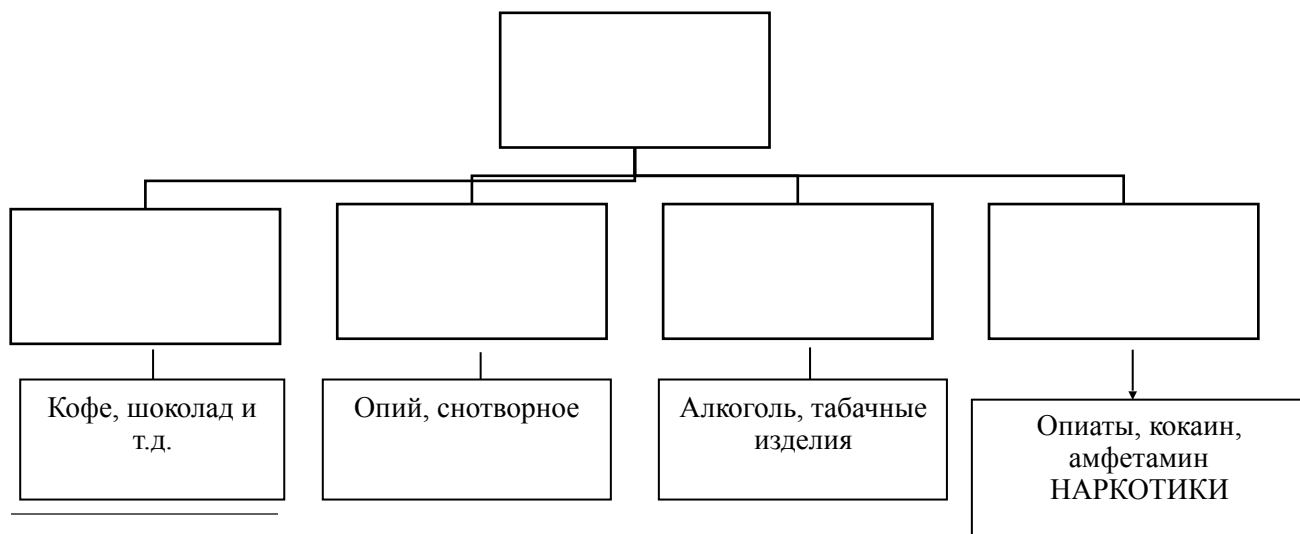 Кофе, шоколад и
т.д.
Опий, снотворное
Алкоголь, табачные
изделия
Опиаты, кокаин,
амфетамин
НАРКОТИКИ